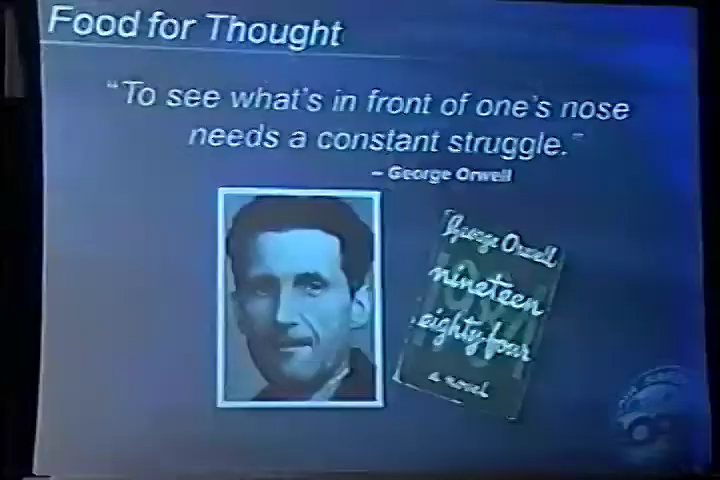 Food for Thought
“To see what's in front of one's nose
needs a constant struggle.”
– George Orwell
George Orwell
1984
nineteen
eighty-four
a novel